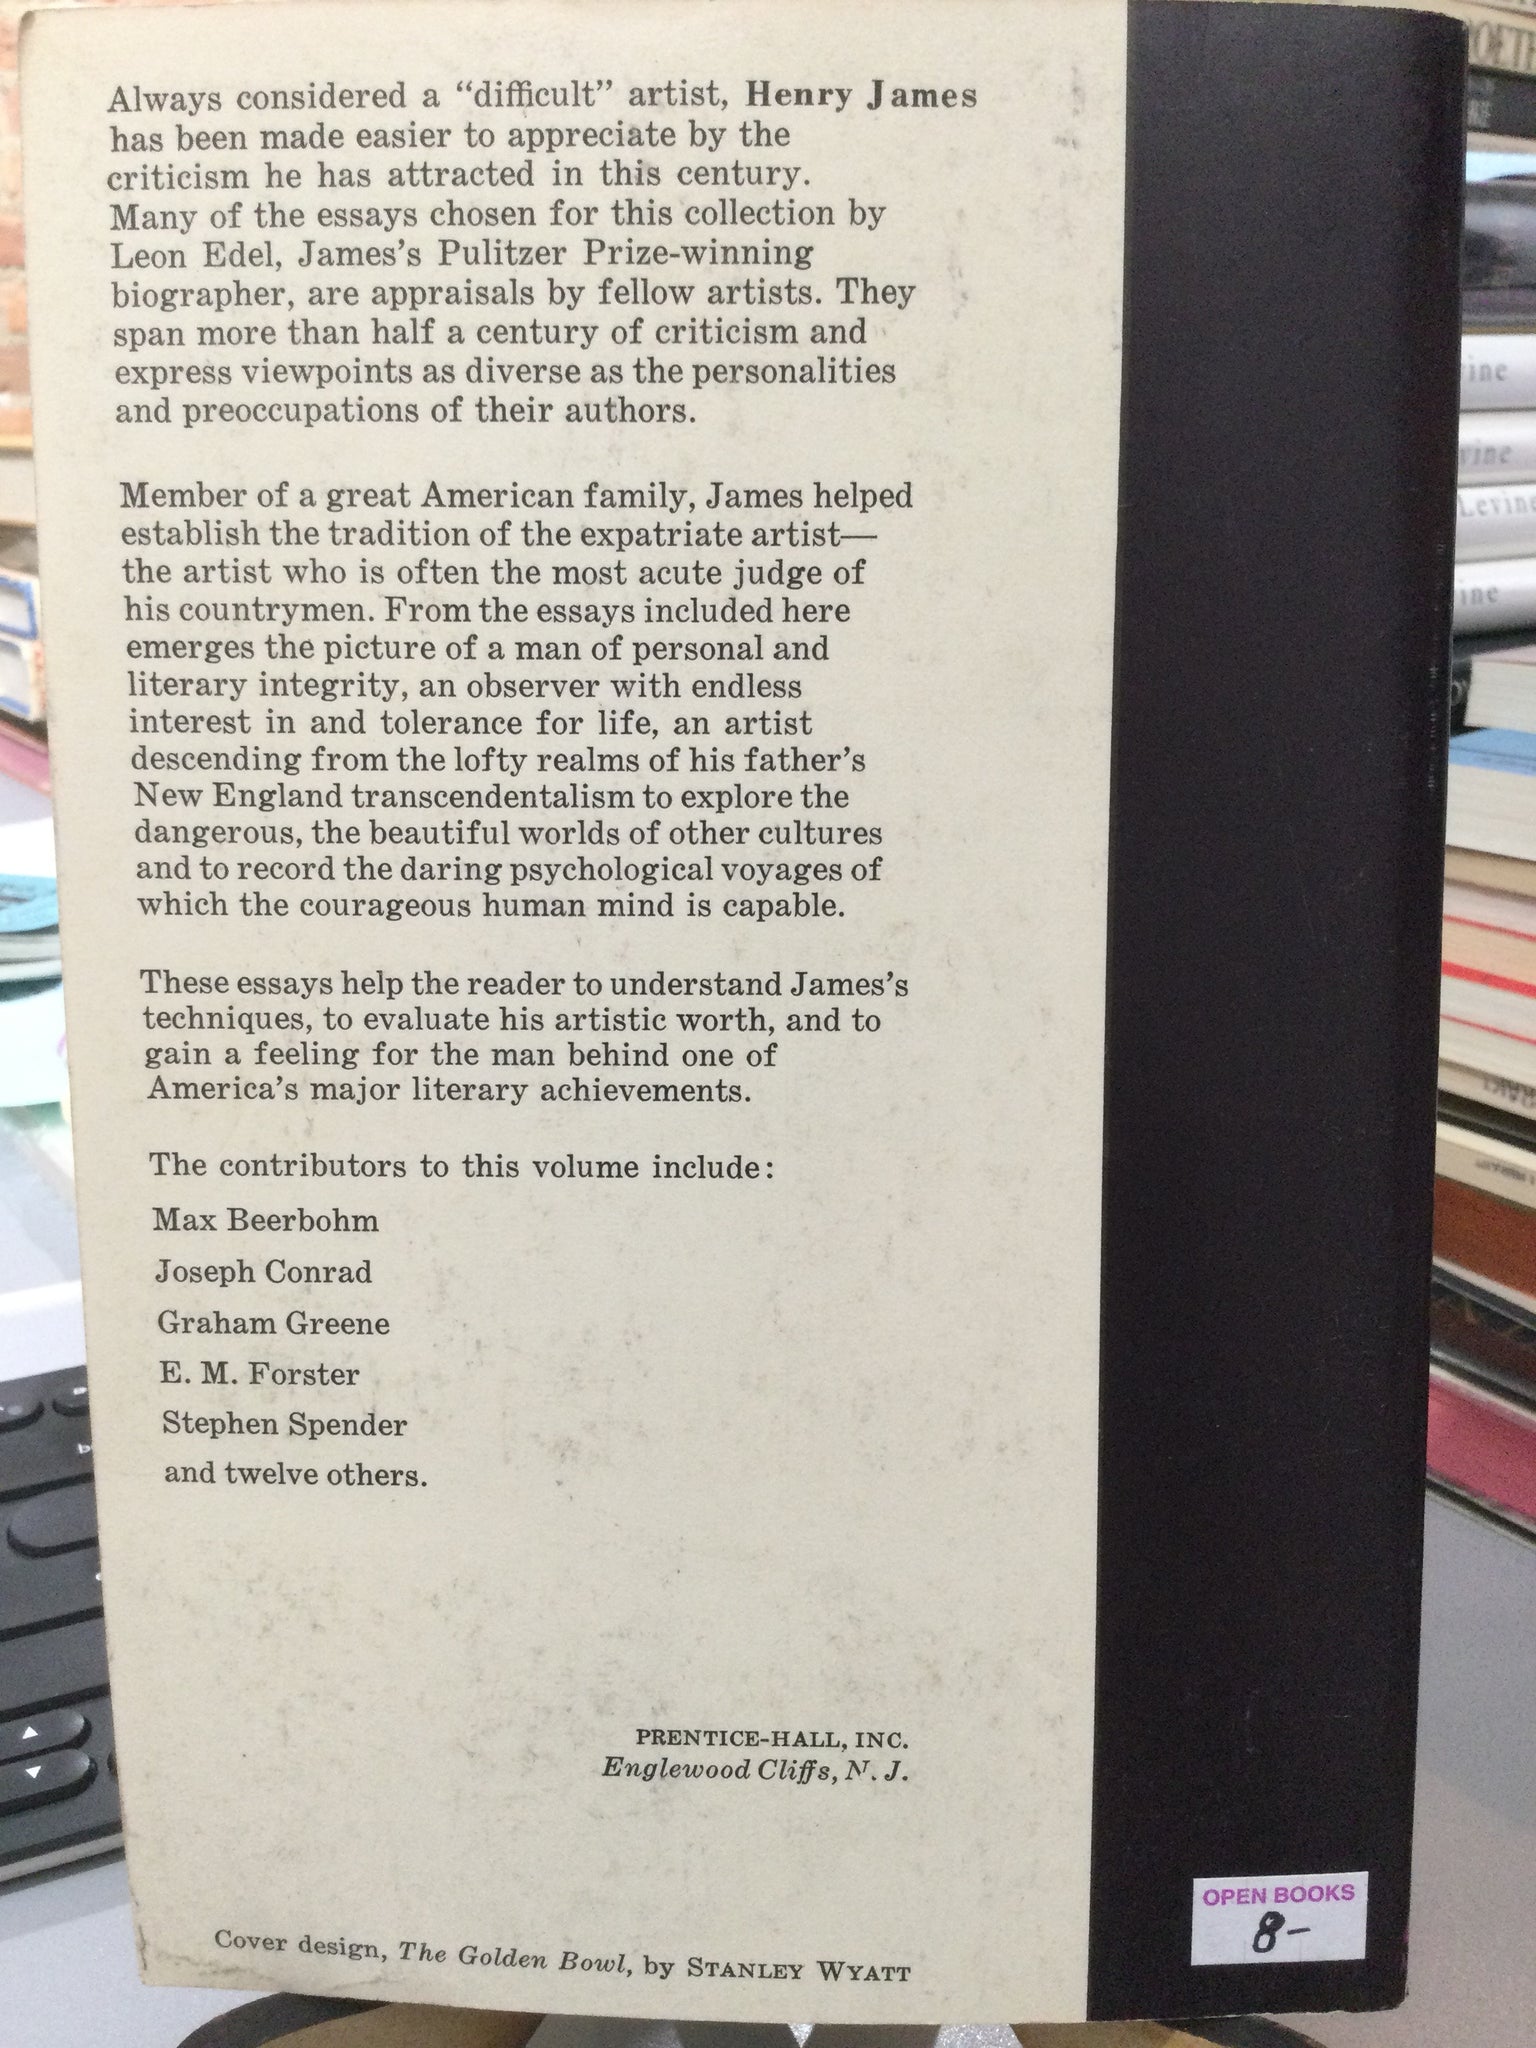 Always considered a “difficult” artist, Henry James
has been made easier to appreciate by the
criticism he has attracted in this century.
Many of the essays chosen for this collection by
Leon Edel, James’s Pulitzer Prize-winning
biographer, are appraisals by fellow artists. They
span more than half a century of criticism and
express viewpoints as diverse as the personalities
and preoccupations of their authors.
Member of a great American family, James helped
establish the tradition of the expatriate artist—
the artist who is often the most acute judge of
his countrymen. From the essays included here
emerges the picture of a man of personal and
literary integrity, an observer with endless
interest in and tolerance for life, an artist
descending from the lofty realms of his father’s
New England transcendentalism to explore the
dangerous, the beautiful worlds of other cultures
and to record the daring psychological voyages of
which the courageous human mind is capable.
These essays help the reader to understand James’s
techniques, to evaluate his artistic worth, and to
gain a feeling for the man behind one of
America’s major literary achievements.
The contributors to this volume include:
Max Beerbohm
Joseph Conrad
Graham Greene
E. M. Forster
Stephen Spender
and twelve others.
PRENTICE-HALL, INC.
Englewood Cliffs, N. J.
Cover design, The Golden Bowl, by STANLEY WYATT
OPEN BOOKS
8-
Levine